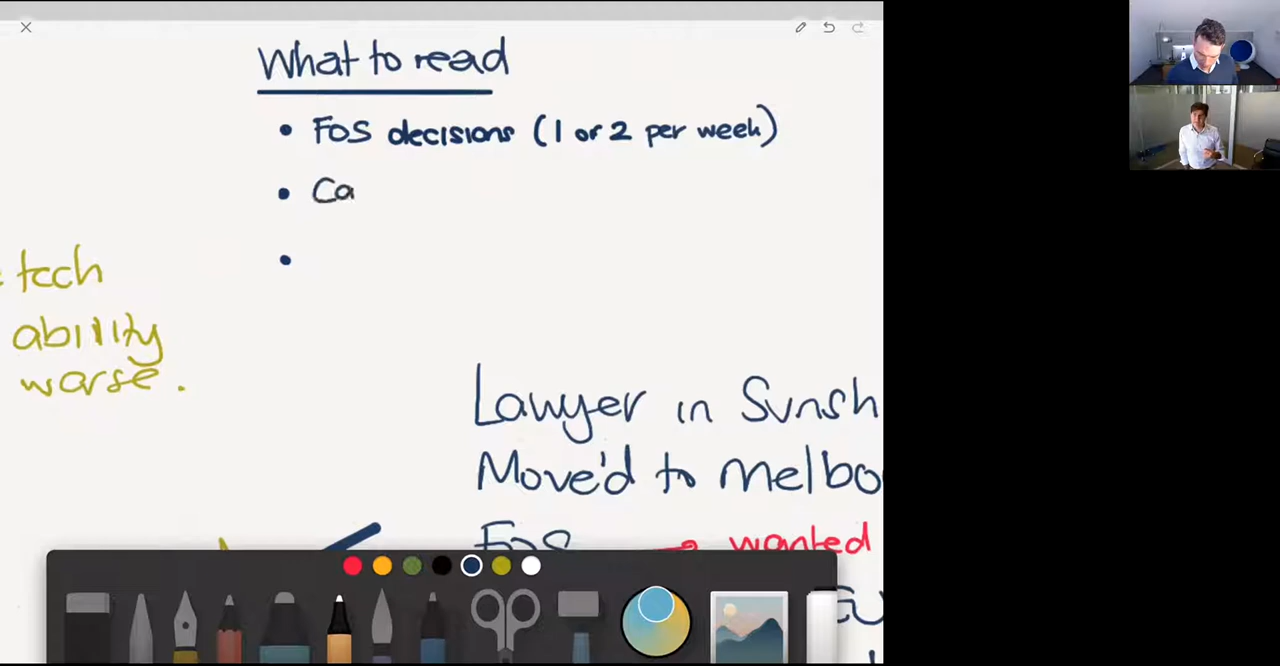 What to read
• FOS decisions (1 or 2 per week)
• Ca
•
tech
ability
worse.
Lawyer in Sunsh
Move'd to Melbo
FOS → wanted